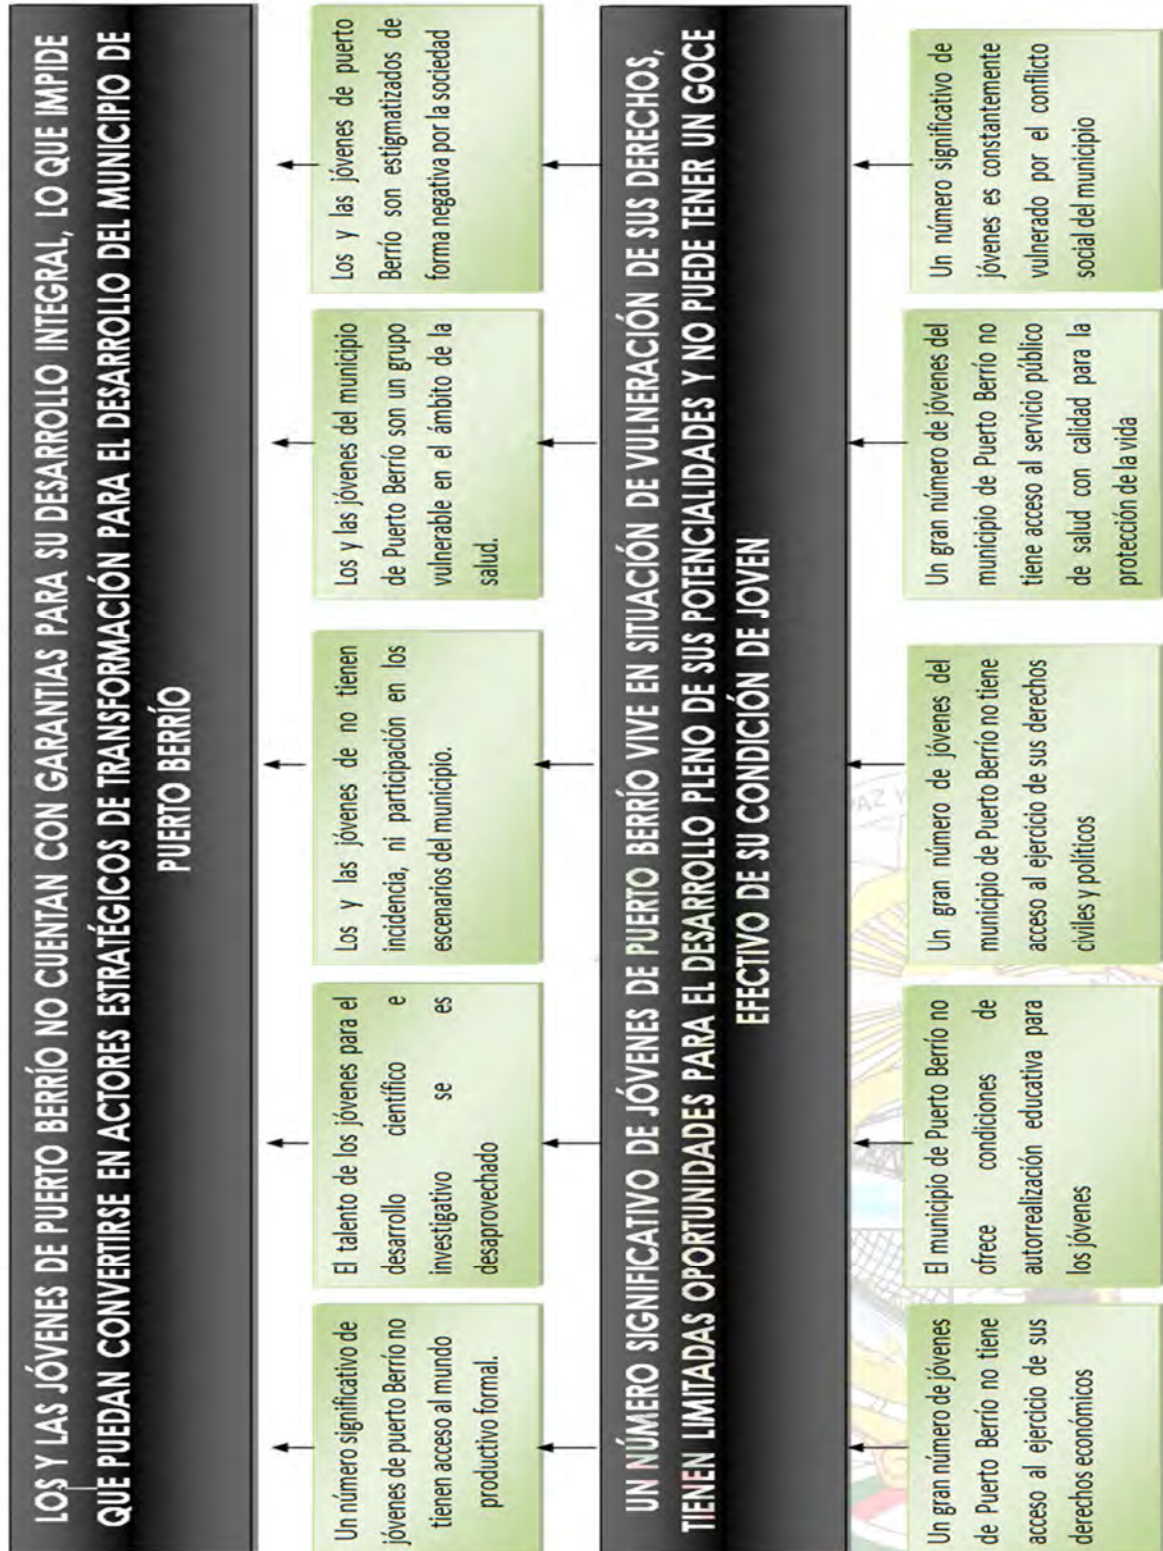 LOS Y LAS JÓVENES DE PUERTO BERRÍO NO CUENTAN CON GARANTIAS PARA SU DESARROLLO INTEGRAL, LO QUE IMPIDE
QUE PUEDAN CONVERTIRSE EN ACTORES ESTRATÉGICOS DE TRANSFORMACIÓN PARA EL DESARROLLO DEL MUNICIPIO DE
PUERTO BERRÍO
Un número significativo de
jóvenes de puerto Berrío no
tienen acceso al mundo
productivo formal.
El talento de los jóvenes para el
desarrollo científico e
investigativo se es
desaprovechado
Los y las jóvenes de no tienen
incidencia, ni participación en los
escenarios del municipio.
Los y las jóvenes del municipio
de Puerto Berrío son un grupo
vulnerable en el ámbito de la
salud.
Los y las jóvenes de puerto
Berrío son estigmatizados de
forma negativa por la sociedad
UN NÚMERO SIGNIFICATIVO DE JÓVENES DE PUERTO BERRÍO VIVE EN SITUACIÓN DE VULNERACIÓN DE SUS DERECHOS,
TIENEN LIMITADAS OPORTUNIDADES PARA EL DESARROLLO PLENO DE SUS POTENCIALIDADES Y NO PUEDE TENER UN GOCE
EFECTIVO DE SU CONDICIÓN DE JOVEN
Un gran número de jóvenes
de Puerto Berrío no tiene
acceso al ejercicio de sus
derechos económicos
El municipio de Puerto Berrío no
ofrece condiciones de
autorrealización educativa para
los jóvenes
Un gran número de jóvenes del
municipio de Puerto Berrío no tiene
acceso al ejercicio de sus derechos
civiles y políticos
Un gran número de jóvenes del
municipio de Puerto Berrío no
tiene acceso al servicio público
de salud con calidad para la
protección de la vida
Un número significativo de
jóvenes es constantemente
vulnerado por el conflicto
social del municipio
PAZ Y